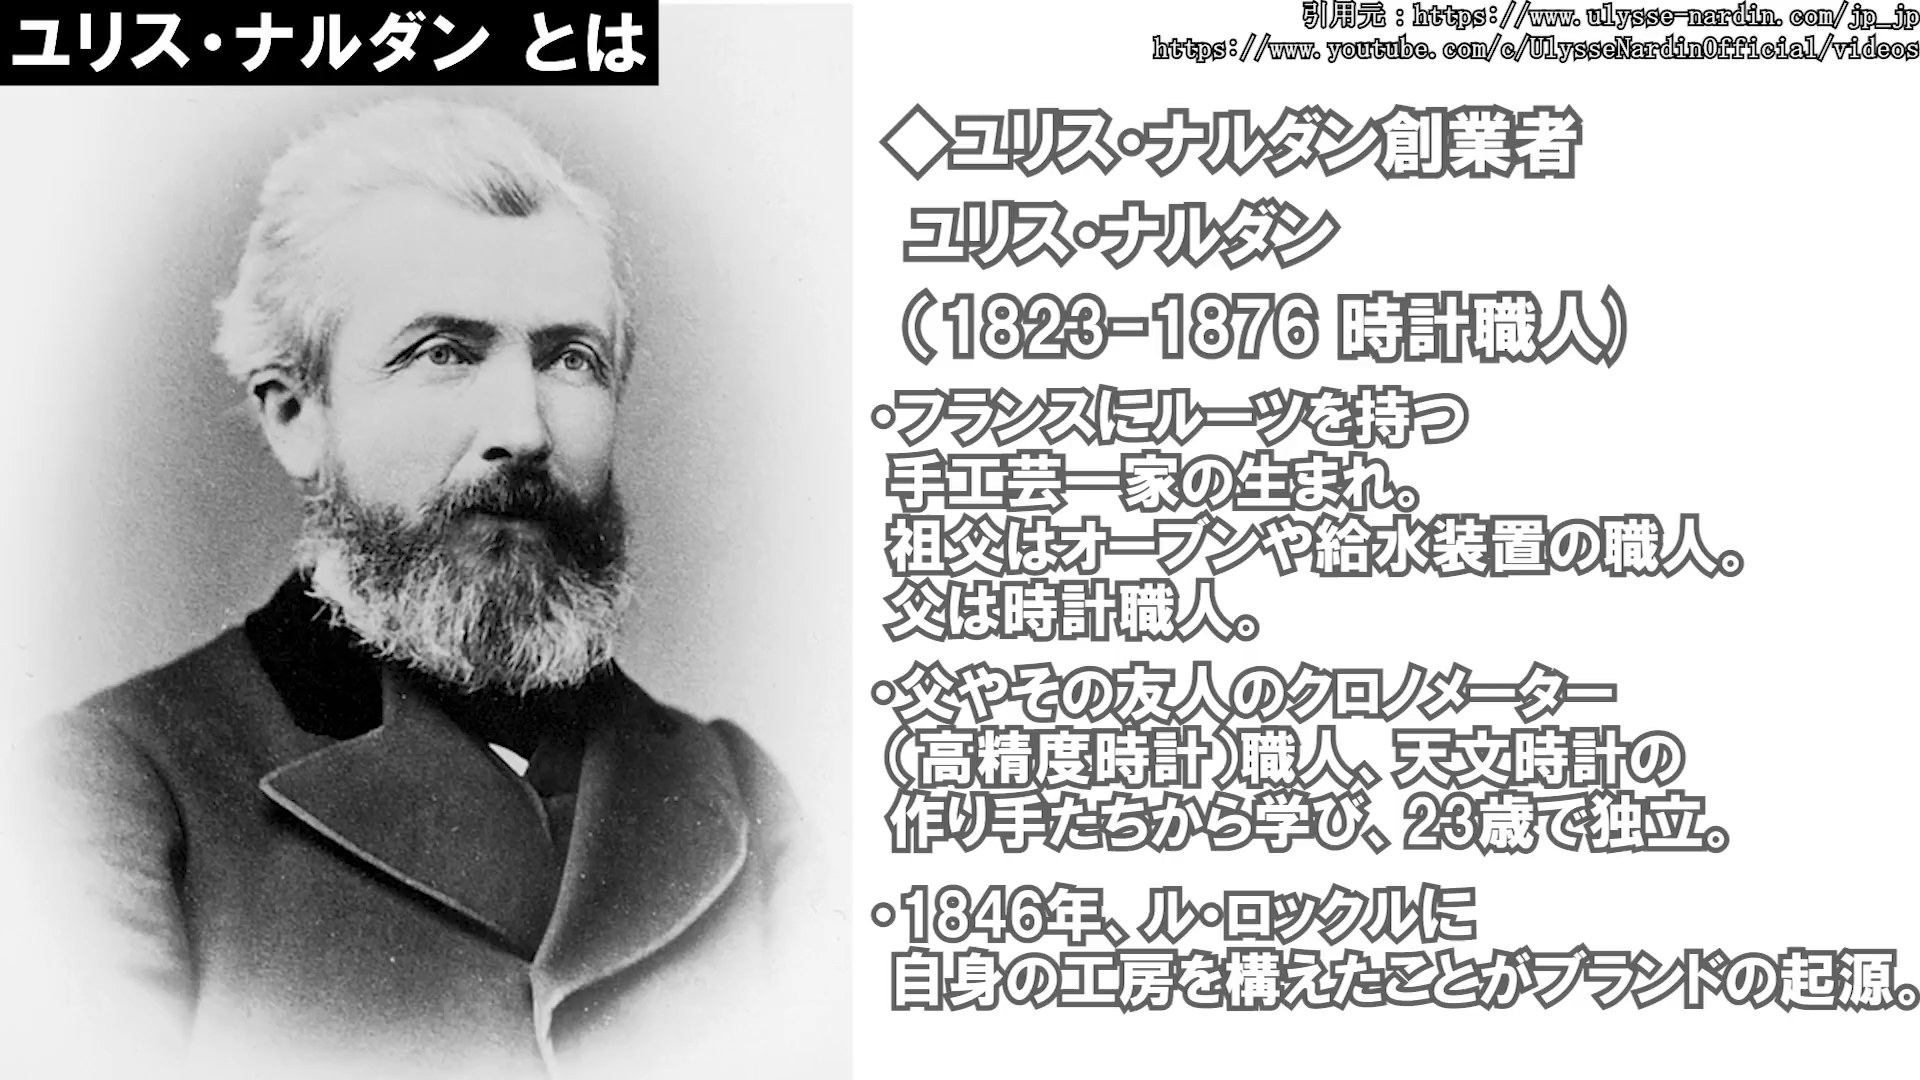 ユリス・ナルダン とは
引用元：https://www.ulysse-nardin.com/jp_jp
https://www.youtube.com/c/UlysseNardinOfficial/videos
◆ユリス・ナルダン創業者
ユリス・ナルダン
（1823-1876 時計職人）
・フランスにルーツを持つ
手工芸一家の生まれ。
祖父はオーブンや給水装置の職人。
父は時計職人。
・父やその友人のクロノメーター
（高精度時計）職人、天文時計の
作り手たちから学び、23歳で独立。
・1846年、ル・ロックルに
自身の工房を構えたことがブランドの起源。